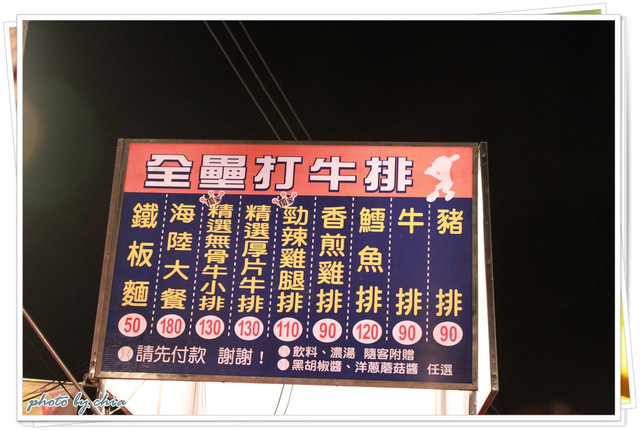 全壘打牛排
鐵板麵 50
海陸大餐 180
精選無骨牛小排 130
精選厚片牛排 130
勁辣雞腿排 110
香煎雞排 90
鱈魚排 120
牛排 90
豬排 90
請先付款 謝謝！
飲料、濃湯 隨客附贈
黑胡椒醬、洋蔥蘑菇醬 任選
photo by chia